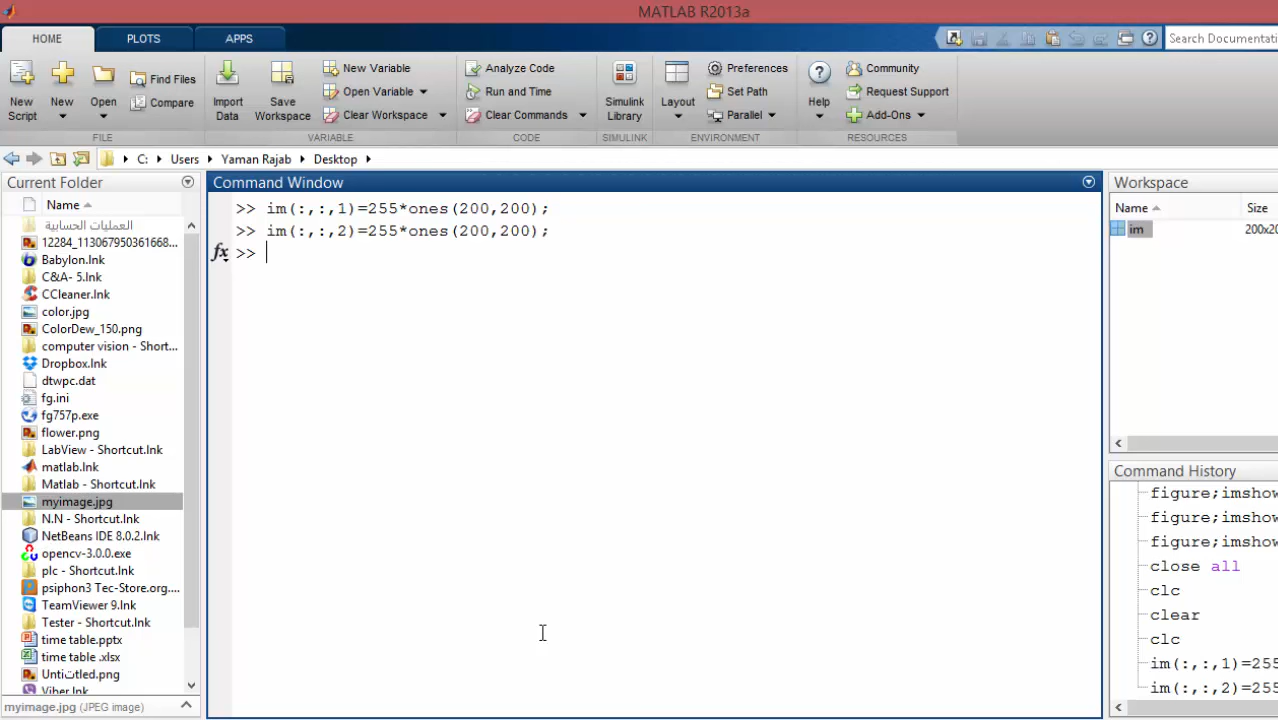 MATLAB R2013a
HOME
PLOTS
APPS
Search Documentati
New Script
New
Open
Find Files
Compare
FILE
Import Data
Save Workspace
New Variable
Open Variable
Clear Workspace
VARIABLE
Analyze Code
Run and Time
Clear Commands
CODE
Simulink Library
SIMULINK
Layout
Preferences
Set Path
Parallel
ENVIRONMENT
Help
Community
Request Support
Add-Ons
RESOURCES
C: Users Yaman Rajab Desktop
Current Folder
Name
العمليات الحسابية
12284_113067950361668...
Babylon.lnk
C&A- 5.lnk
CCleaner.lnk
color.jpg
ColorDew_150.png
computer vision - Short...
Dropbox.lnk
dtwpc.dat
fg.ini
fg757p.exe
flower.png
LabView - Shortcut.lnk
matlab.lnk
Matlab - Shortcut.lnk
myimage.jpg
N.N - Shortcut.lnk
NetBeans IDE 8.0.2.lnk
opencv-3.0.0.exe
plc - Shortcut.lnk
psiphon3 Tec-Store.org....
TeamViewer 9.lnk
Tester - Shortcut.lnk
time table.pptx
time table .xlsx
Viber.lnk
myimage.jpg (JPEG image)
Command Window
>> im(:,:,1)=255*ones(200,200);
>> im(:,:,2)=255*ones(200,200);
fx >>
Workspace
Name Size
im 200x20
Command History
figure;imshow
figure;imshow
figure;imshow
close all
clc
clear
clc
im(:,:,1)=255
im(:,:,2)=255